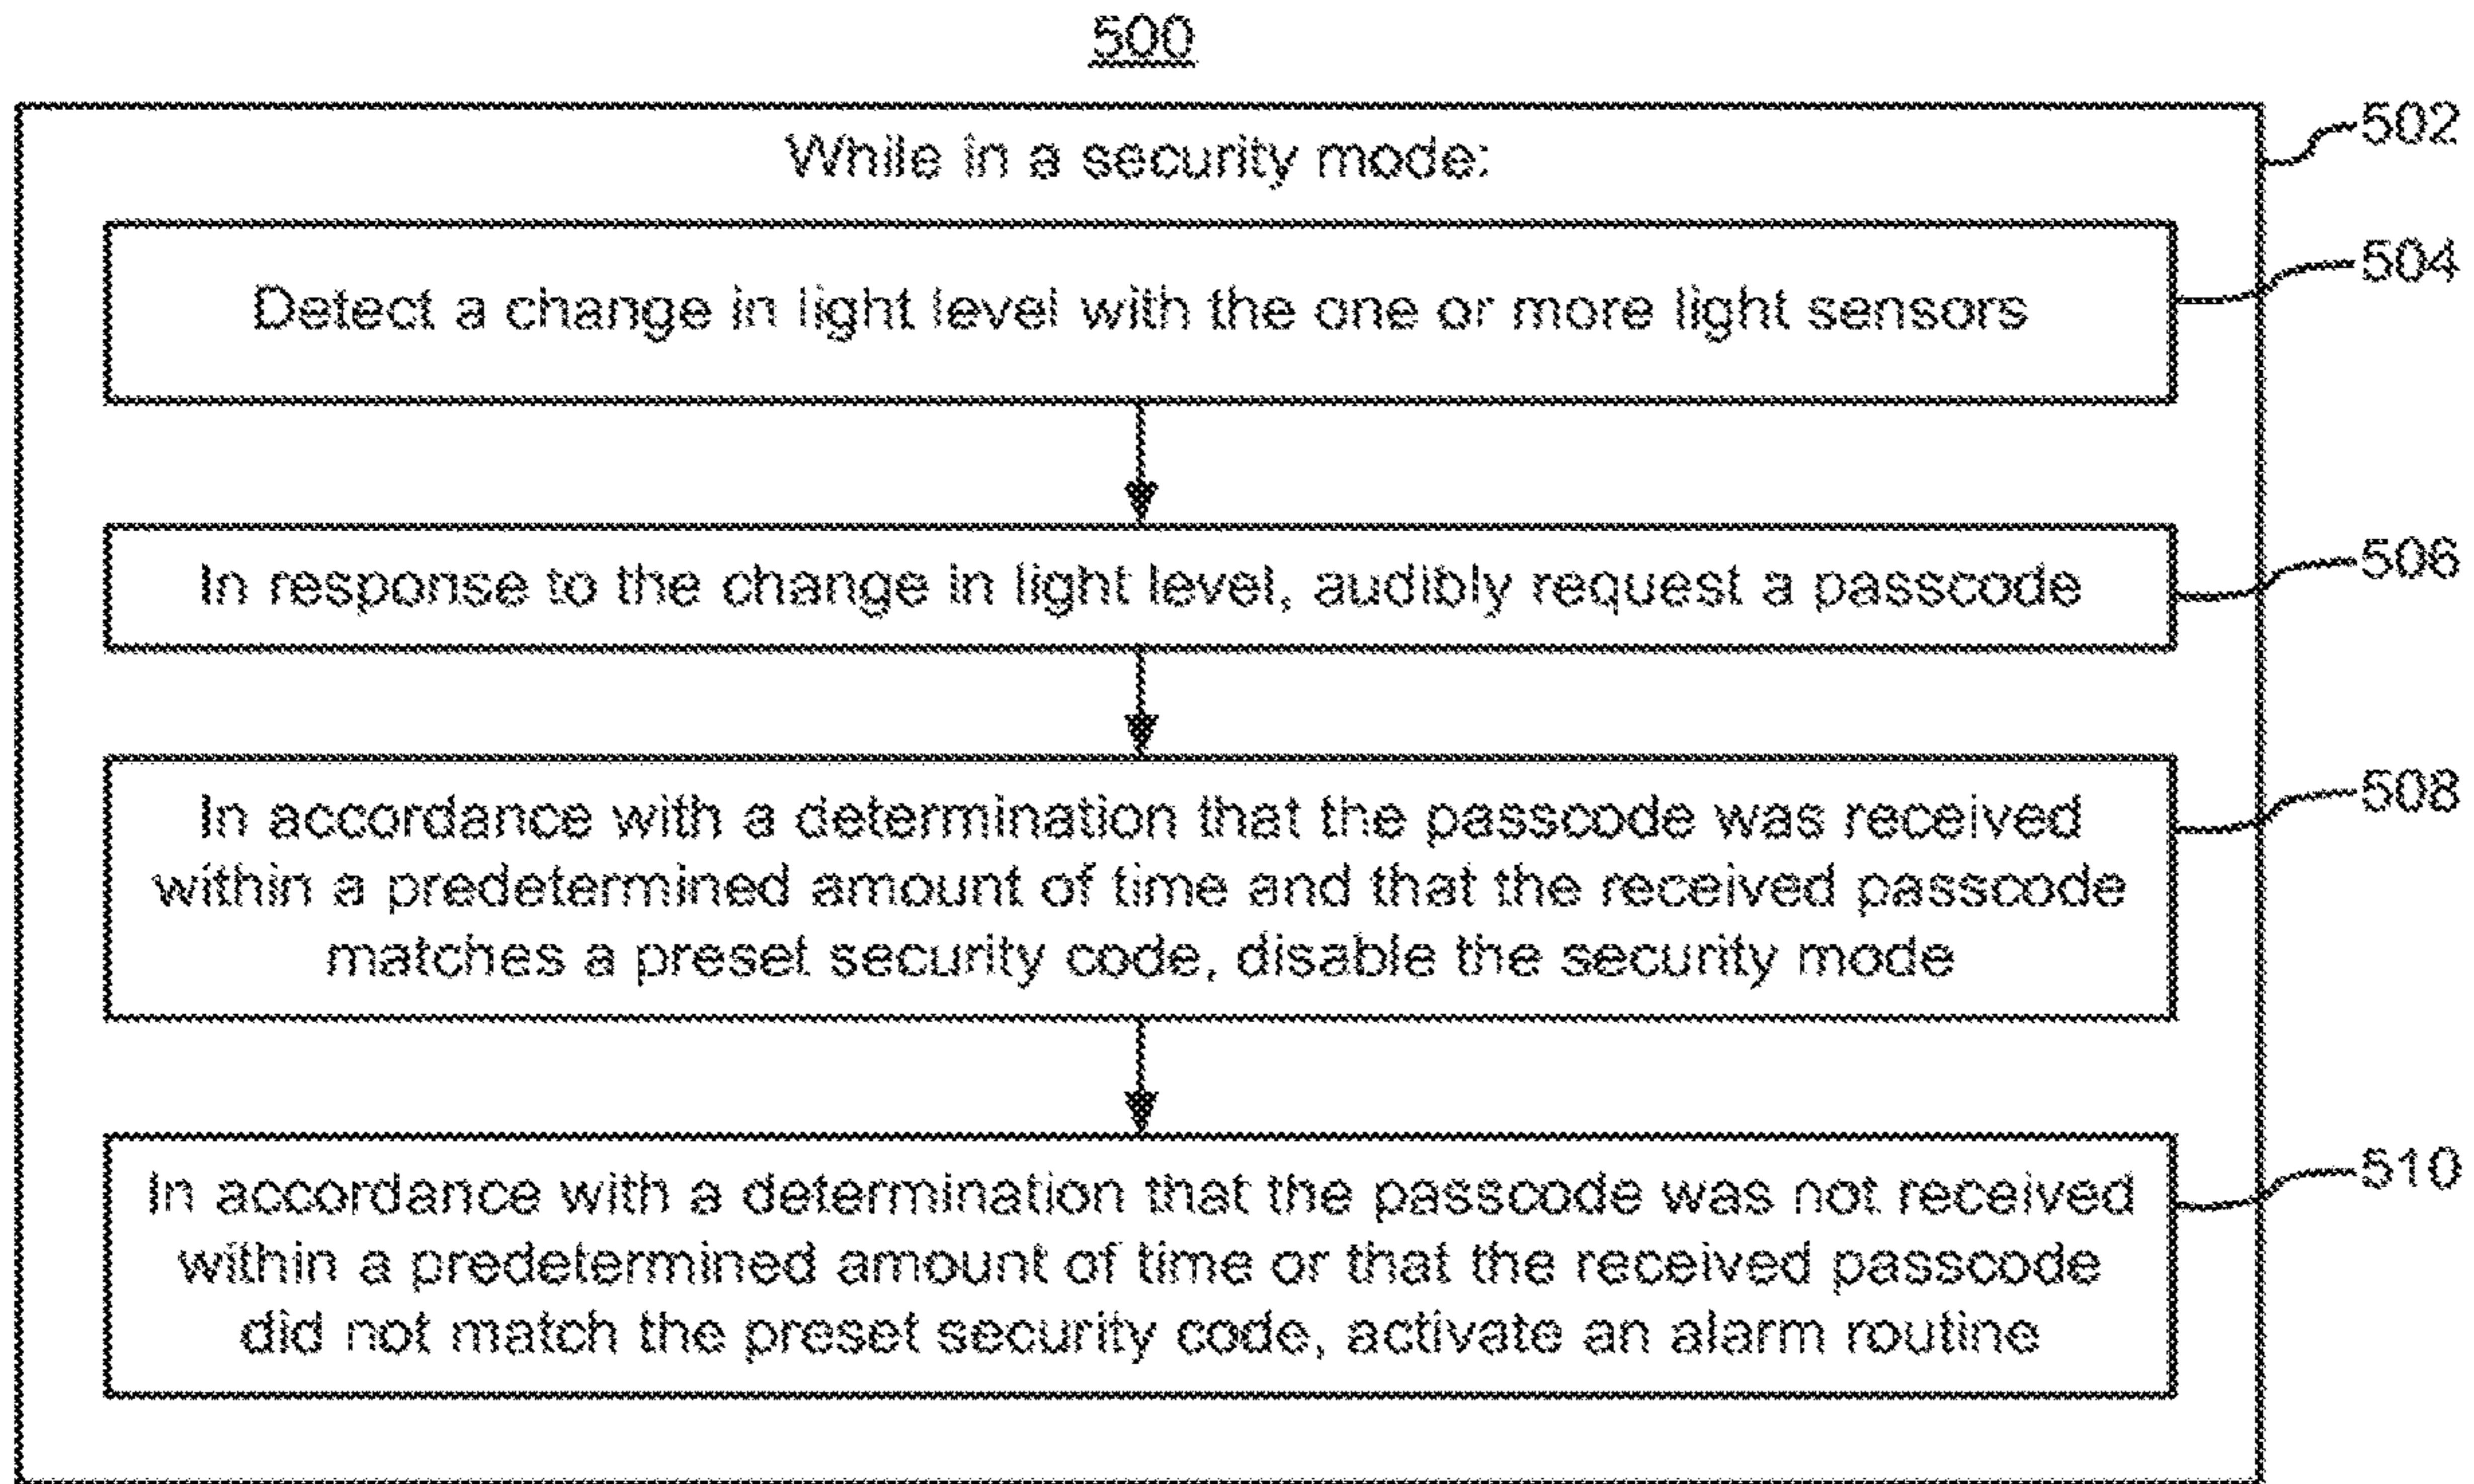 500
While in a security mode:
502
Detect a change in light level with the one or more light sensors
504
In response to the change in light level, audibly request a passcode
506
In accordance with a determination that the passcode was received
within a predetermined amount of time and that the received passcode
matches a preset security code, disable the security mode
508
In accordance with a determination that the passcode was not received
within a predetermined amount of time or that the received passcode
did not match the preset security code, activate an alarm routine
510